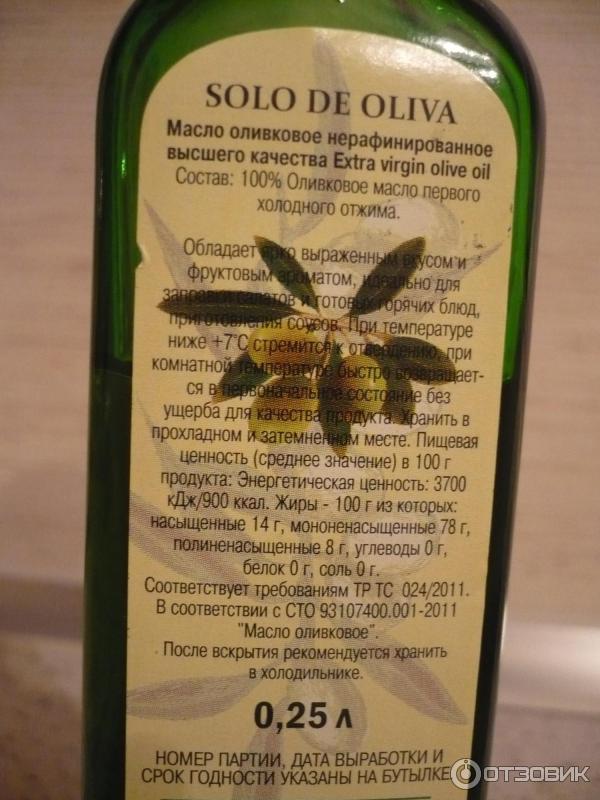 SOLO DE OLIVA
Масло оливковое нерафинированное
высшего качества Extra virgin olive oil
Состав: 100% Оливковое масло первого
холодного отжима.
Обладает ярко выраженным вкусом и
фруктовым ароматом, идеально для
заправки салатов и готовых горячих блюд,
приготовления соусов. При температуре
ниже +7°С стремится к отвердению, при
комнатной температуре быстро возвращает-
ся в первоначальное состояние без
ущерба для качества продукта. Хранить в
прохладном и затемненном месте. Пищевая
ценность (среднее значение) в 100 г
продукта: Энергетическая ценность: 3700
кДж/900 ккал. Жиры - 100 г из которых:
насыщенные 14 г, мононенасыщенные 78 г,
полиненасыщенные 8 г, углеводы 0 г,
белок 0 г, соль 0 г.
Соответствует требованиям ТР ТС 024/2011.
В соответствии с СТО 93107400.001-2011
"Масло оливковое".
После вскрытия рекомендуется хранить
в холодильнике.
0,25 л
НОМЕР ПАРТИИ, ДАТА ВЫРАБОТКИ И
СРОК ГОДНОСТИ УКАЗАНЫ НА БУТЫЛКЕ
ОТЗОВИК